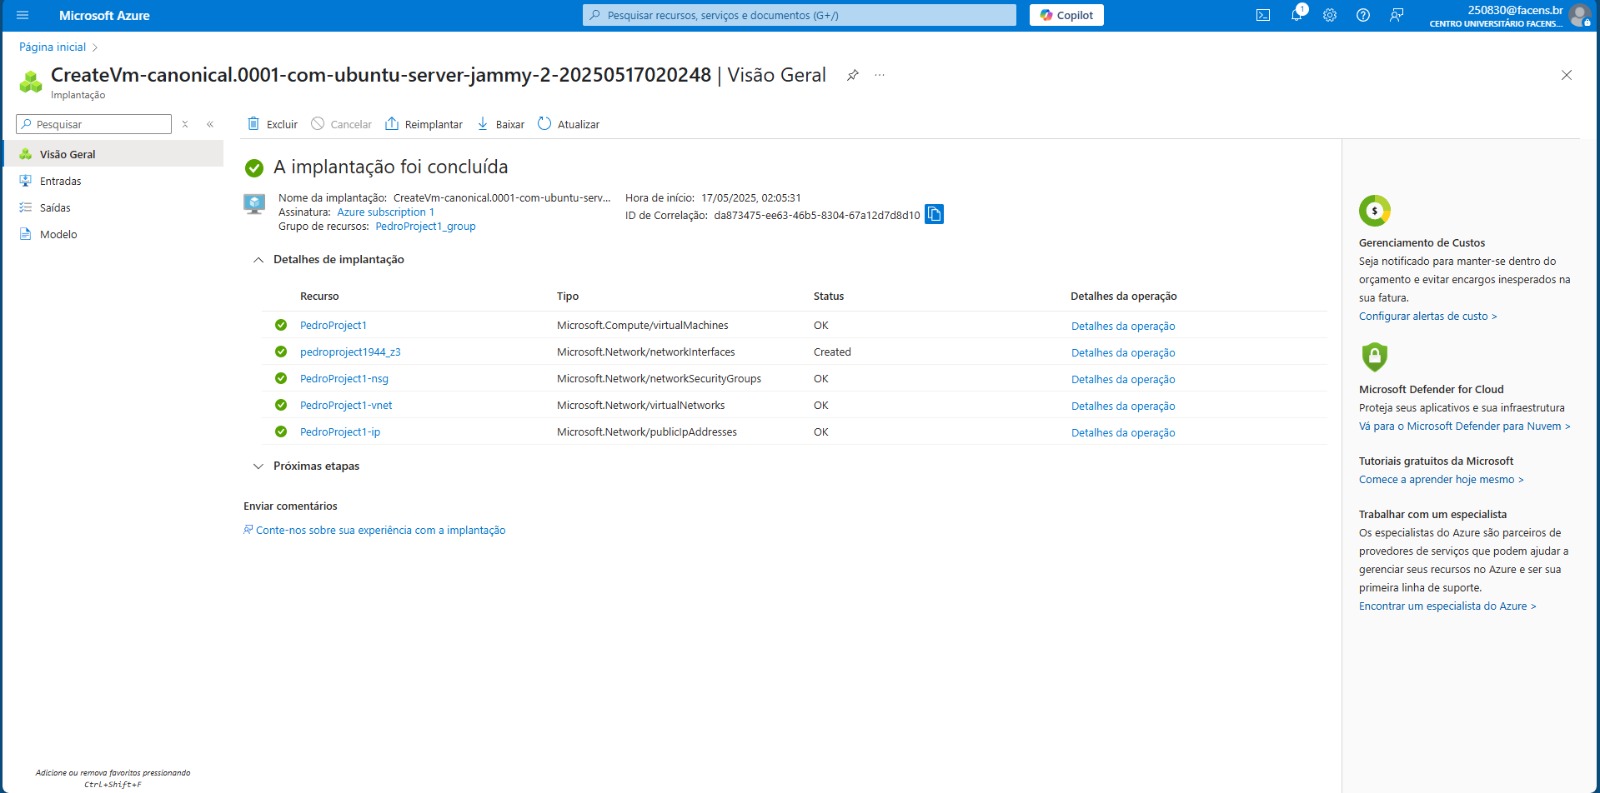 Microsoft Azure
Pesquisar recursos, serviços e documentos (G+/)
Copilot
1
250830@facens.br
CENTRO UNIVERSITÁRIO FACENS...
Página inicial
CreateVm-canonical.0001-com-ubuntu-server-jammy-2-20250517020248 | Visão Geral
Implantação
Pesquisar
Excluir
Cancelar
Reimplantar
Baixar
Atualizar
Visão Geral
Entradas
Saídas
Modelo
A implantação foi concluída
Nome da implantação: CreateVm-canonical.0001-com-ubuntu-serv...
Assinatura: Azure subscription 1
Grupo de recursos: PedroProject1_group
Hora de início: 17/05/2025, 02:05:31
ID de Correlação: da873475-ee63-46b5-8304-67a12d7d8d10
Detalhes de implantação
Recurso Tipo Status Detalhes da operação
PedroProject1 Microsoft.Compute/virtualMachines OK Detalhes da operação
pedroproject1944_z3 Microsoft.Network/networkInterfaces Created Detalhes da operação
PedroProject1-nsg Microsoft.Network/networkSecurityGroups OK Detalhes da operação
PedroProject1-vnet Microsoft.Network/virtualNetworks OK Detalhes da operação
PedroProject1-ip Microsoft.Network/publicIpAddresses OK Detalhes da operação
Próximas etapas
Enviar comentários
Conte-nos sobre sua experiência com a implantação
$
Gerenciamento de Custos
Seja notificado para manter-se dentro do
orçamento e evitar encargos inesperados na
sua fatura.
Configurar alertas de custo >
Microsoft Defender for Cloud
Proteja seus aplicativos e sua infraestrutura
Vá para o Microsoft Defender para Nuvem >
Tutoriais gratuitos da Microsoft
Comece a aprender hoje mesmo >
Trabalhar com um especialista
Os especialistas do Azure são parceiros de
provedores de serviços que podem ajudar a
gerenciar seus recursos no Azure e ser sua
primeira linha de suporte.
Encontrar um especialista do Azure >
Adicione ou remova favoritos pressionando
Ctrl+Shift+F